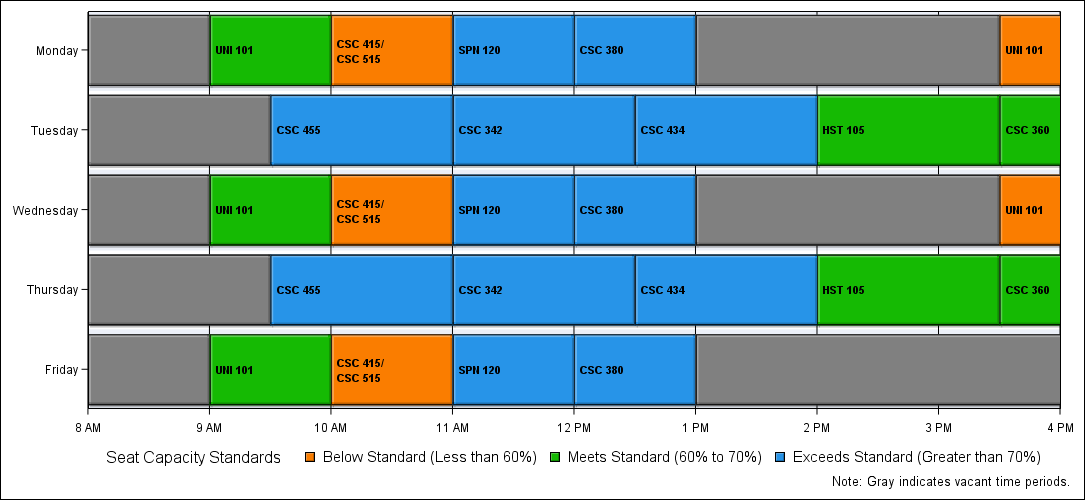 Monday
UNI 101
CSC 415/
CSC 515
SPN 120
CSC 380
UNI 101
Tuesday
CSC 455
CSC 342
CSC 434
HST 105
CSC 360
Wednesday
UNI 101
CSC 415/
CSC 515
SPN 120
CSC 380
UNI 101
Thursday
CSC 455
CSC 342
CSC 434
HST 105
CSC 360
Friday
UNI 101
CSC 415/
CSC 515
SPN 120
CSC 380
8 AM 9 AM 10 AM 11 AM 12 PM 1 PM 2 PM 3 PM 4 PM
Seat Capacity Standards Below Standard (Less than 60%) Meets Standard (60% to 70%) Exceeds Standard (Greater than 70%)
Note: Gray indicates vacant time periods.